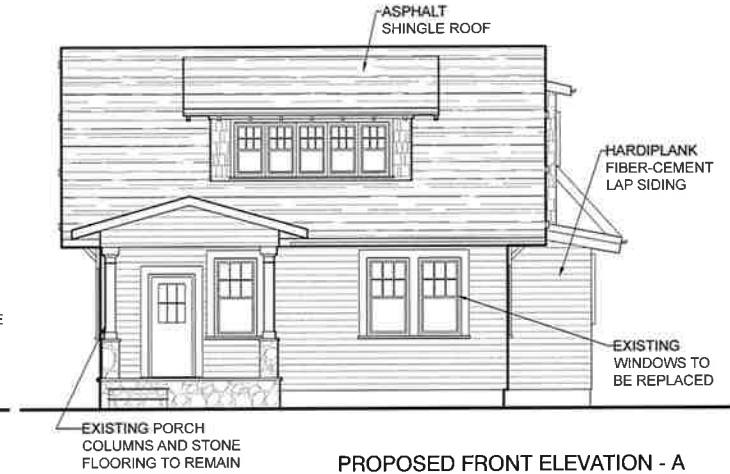 ASPHALT
SHINGLE ROOF
HARDIPLANK
FIBER-CEMENT
LAP SIDING
E
EXISTING
WINDOWS TO
BE REPLACED
EXISTING PORCH
COLUMNS AND STONE
FLOORING TO REMAIN
PROPOSED FRONT ELEVATION - A